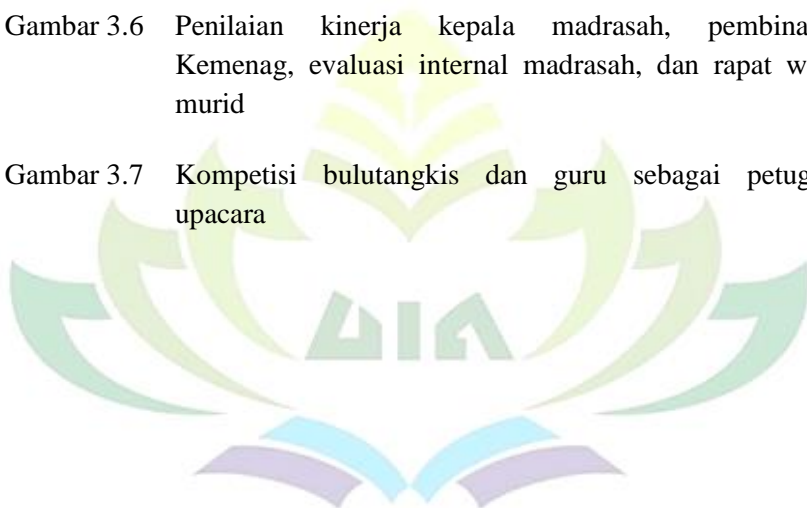 Gambar 3.6 Penilaian kinerja kepala madrasah, pembina
Kemenag, evaluasi internal madrasah, dan rapat w
murid
Gambar 3.7 Kompetisi bulutangkis dan guru sebagai petug
upacara
UIN